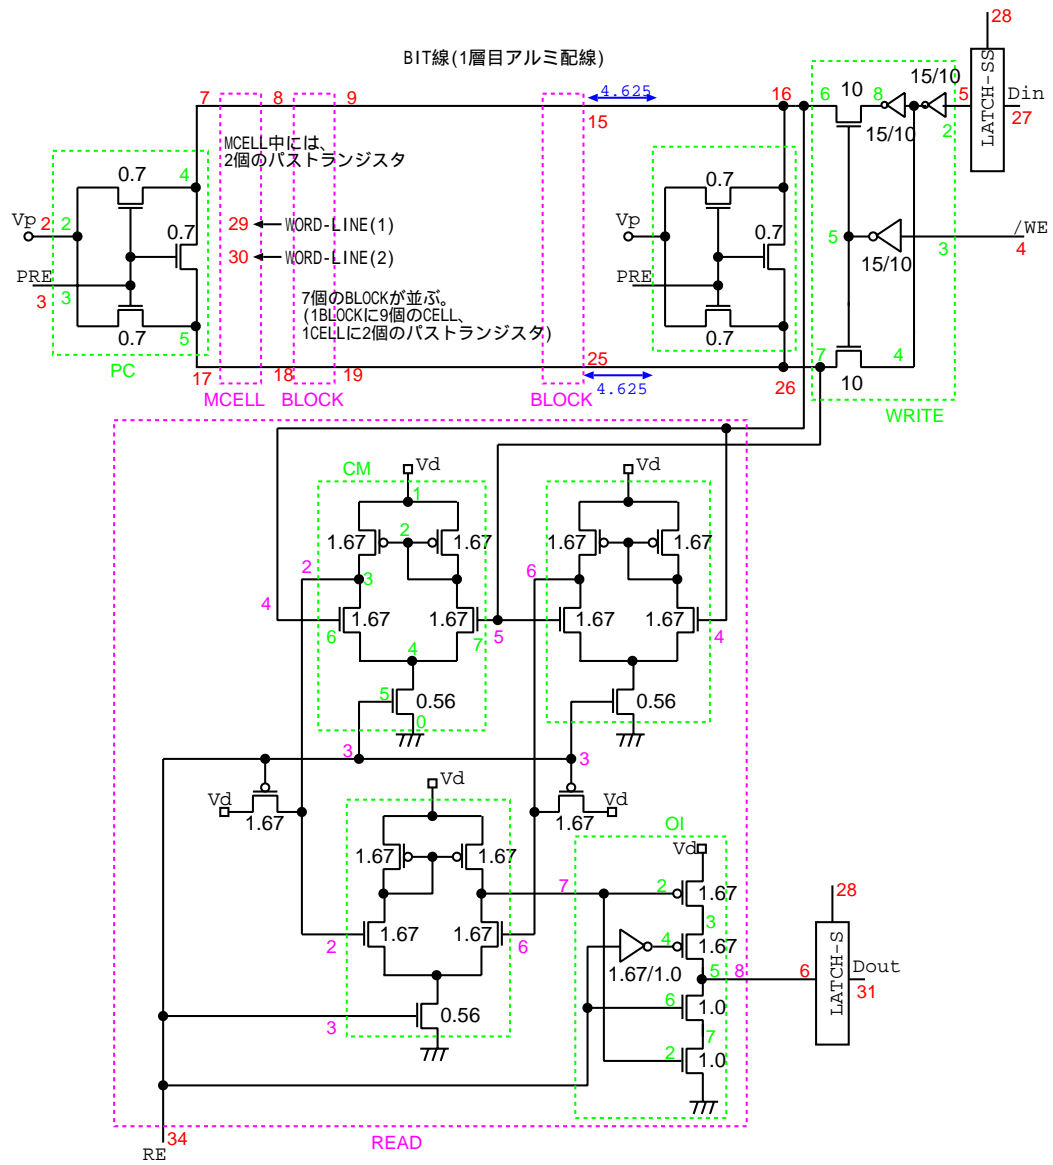 28
BIT線(1層目アルミ配線)
15/10
7 8 9 4.625 16 6 10 8 5 Din
15 15/10 2 LATCH-SS 27
MCELL中には、
2個のパストランジスタ
4 0.7 0.7
Vp 2 2 29 WORD-LINE(1) Vp 0.7 5 /WE
0.7 30 WORD-LINE(2) 15/10 3 4
PRE 3 3 PRE
7個のBLOCKが並ぶ。
(1BLOCKに9個のCELL、
1CELLに2個のパストランジスタ)
0.7 5 0.7
PC 25 7 4
17 18 19 4.625 26 10
MCELL BLOCK BLOCK WRITE
CM Vd Vd
1
1.67 2 1.67 1.67 1.67
2 3 6
4 1.67 1.67 1.67 1.67
6 7 5 4
4
5 0.56 0.56
0
3 3
Vd Vd Vd
1.67 1.67 OI
Vd
1.67 1.67
7 2 1.67
28
3
1.67 1.67 4 1.67
2 6 1.67/1.0 5 8 6 LATCH-S Dout
31
3 0.56 6 1.0
7
2 1.0
34 READ
RE